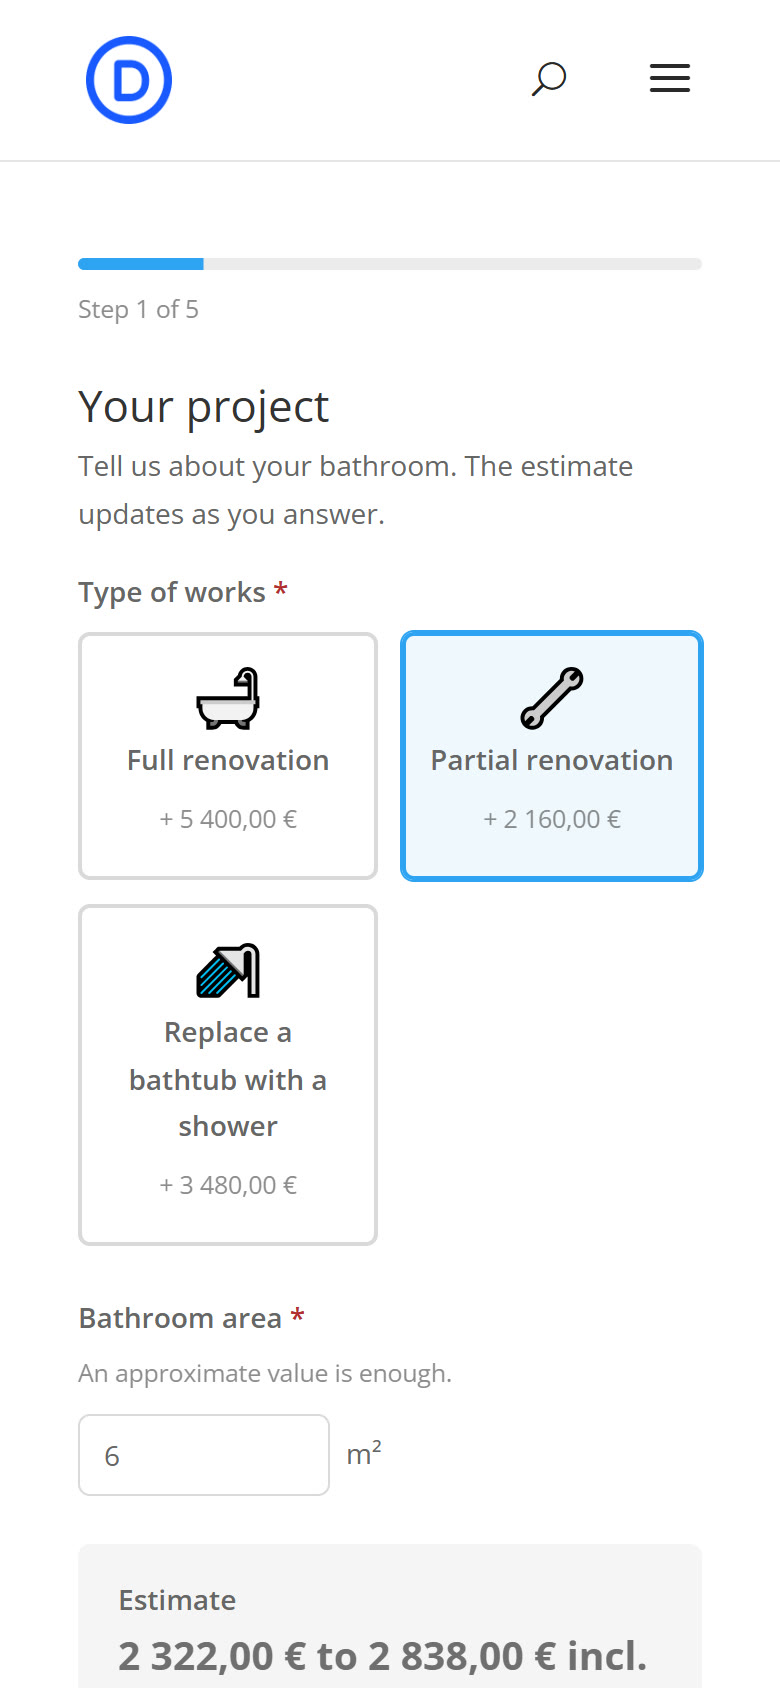 D
Step 1 of 5
Your project
Tell us about your bathroom. The estimate
updates as you answer.
Type of works *
Full renovation
+ 5 400,00 €
Partial renovation
+ 2 160,00 €
Replace a
bathtub with a
shower
+ 3 480,00 €
Bathroom area *
An approximate value is enough.
6 m²
Estimate
2 322,00 € to 2 838,00 € incl.